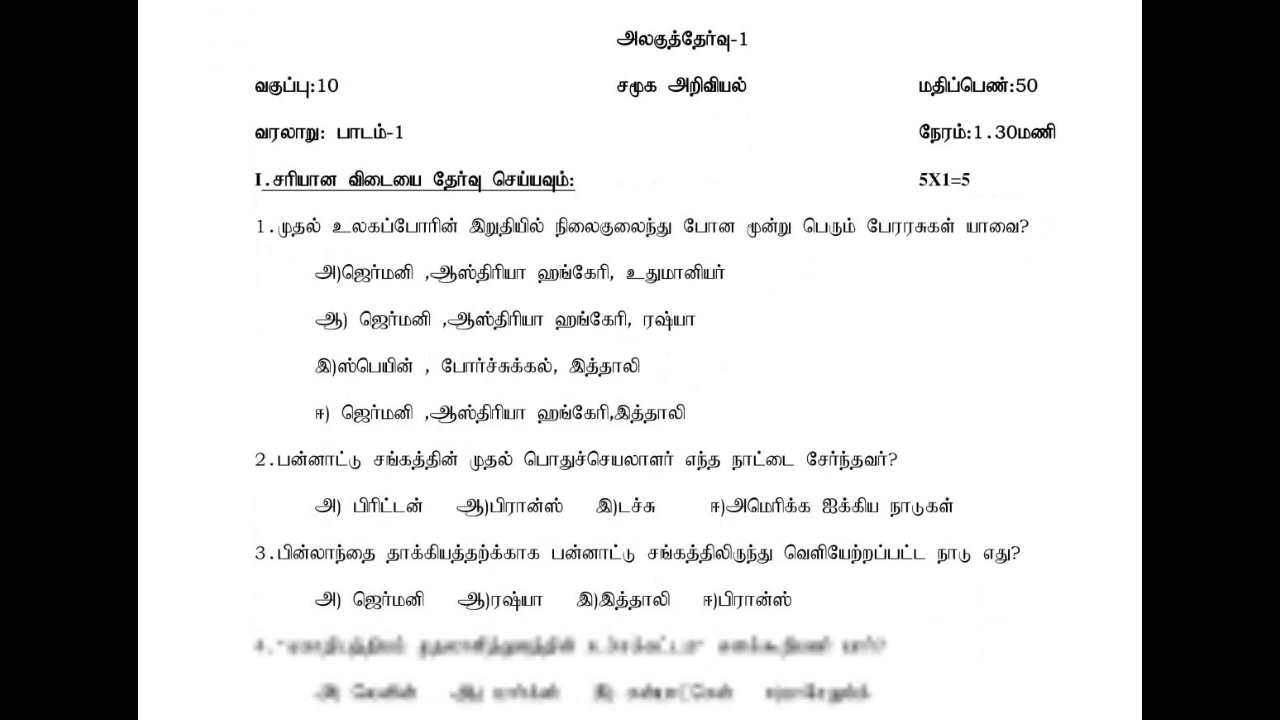 அலகுத்தேர்வு-1
வகுப்பு:10 சமூக அறிவியல் மதிப்பெண்:50
வரலாறு: பாடம்-1 நேரம்:1.30மணி
I.சரியான விடையை தேர்வு செய்யவும்: 5X1=5
1.முதல் உலகப்போரின் இறுதியில் நிலைகுலைந்து போன மூன்று பெரும் பேரரசுகள் யாவை?
அ)ஜெர்மனி ,ஆஸ்திரியா ஹங்கேரி, உதுமானியர்
ஆ) ஜெர்மனி ,ஆஸ்திரியா ஹங்கேரி, ரஷ்யா
இ)ஸ்பெயின் , போர்ச்சுக்கல், இத்தாலி
ஈ) ஜெர்மனி ,ஆஸ்திரியா ஹங்கேரி,இத்தாலி
2.பன்னாட்டு சங்கத்தின் முதல் பொதுச்செயலாளர் எந்த நாட்டை சேர்ந்தவர்?
அ) பிரிட்டன் ஆ)பிரான்ஸ் இ)டச்சு ஈ)அமெரிக்க ஐக்கிய நாடுகள்
3.பின்லாந்தை தாக்கியத்தற்க்காக பன்னாட்டு சங்கத்திலிருந்து வெளியேற்றப்பட்ட நாடு எது?
அ) ஜெர்மனி ஆ)ரஷ்யா இ)இத்தாலி ஈ)பிரான்ஸ்